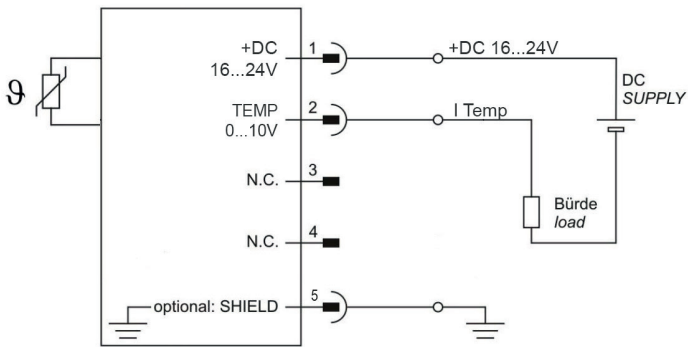 +DC
16...24V
1
+DC 16...24V
DC
SUPPLY
ϑ
TEMP
0...10V
2
I Temp
N.C.
3
Bürde
load
N.C.
4
optional: SHIELD
5